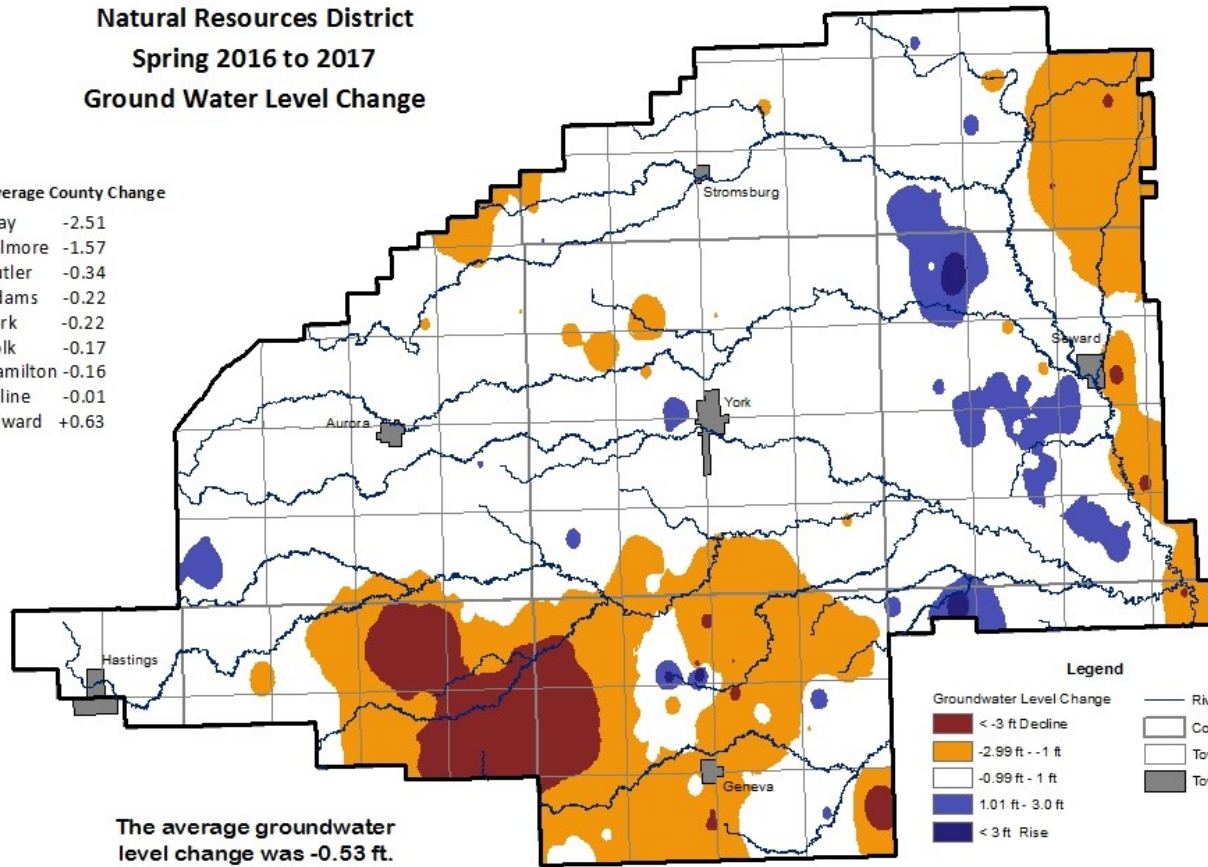 Natural Resources District
Spring 2016 to 2017
Ground Water Level Change
verage County Change
ay -2.51
lmore -1.57
utler -0.34
dams -0.22
rk -0.22
olk -0.17
amilton -0.16
line -0.01
ward +0.63
Stromsburg
Seward
York
Aurora
Hastings
Geneva
Legend
Groundwater Level Change
< -3 ft Decline
-2.99 ft - -1 ft
-0.99 ft - 1 ft
1.01 ft - 3.0 ft
< 3 ft Rise
Riv
Co
Tow
Tow
The average groundwater
level change was -0.53 ft.